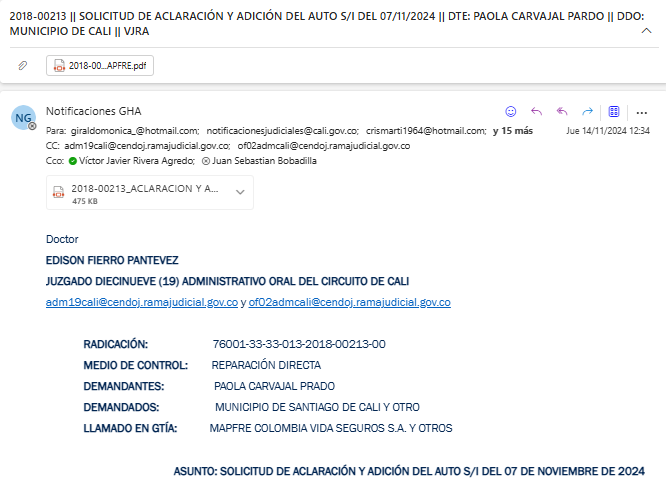 2018-00213 || SOLICITUD DE ACLARACIÓN Y ADICIÓN DEL AUTO S/I DEL 07/11/2024 || DTE: PAOLA CARVAJAL PARDO || DDO:
MUNICIPIO DE CALI || VJRA
2018-00...APFRE.pdf
NG
Notificaciones GHA
Para: giraldomonica_@hotmail.com; notificacionesjudiciales@cali.gov.co; crismarti1964@hotmail.com; y 15 más
Jue 14/11/2024 12:34
CC: adm19cali@cendoj.ramajudicial.gov.co; of02admcali@cendoj.ramajudicial.gov.co
Cco: Víctor Javier Rivera Agredo; Juan Sebastian Bobadilla
2018-00213_ACLARACION Y A...
475 KB
Doctor
EDISON FIERRO PANTEVEZ
JUZGADO DIECINUEVE (19) ADMINISTRATIVO ORAL DEL CIRCUITO DE CALI
adm19cali@cendoj.ramajudicial.gov.co y of02admcali@cendoj.ramajudicial.gov.co
RADICACIÓN: 76001-33-33-013-2018-00213-00
MEDIO DE CONTROL: REPARACIÓN DIRECTA
DEMANDANTES: PAOLA CARVAJAL PRADO
DEMANDADOS: MUNICIPIO DE SANTIAGO DE CALI Y OTRO
LLAMADO EN GTÍA: MAPFRE COLOMBIA VIDA SEGUROS S.A. Y OTROS
ASUNTO: SOLICITUD DE ACLARACIÓN Y ADICIÓN DEL AUTO S/I DEL 07 DE NOVIEMBRE DE 2024